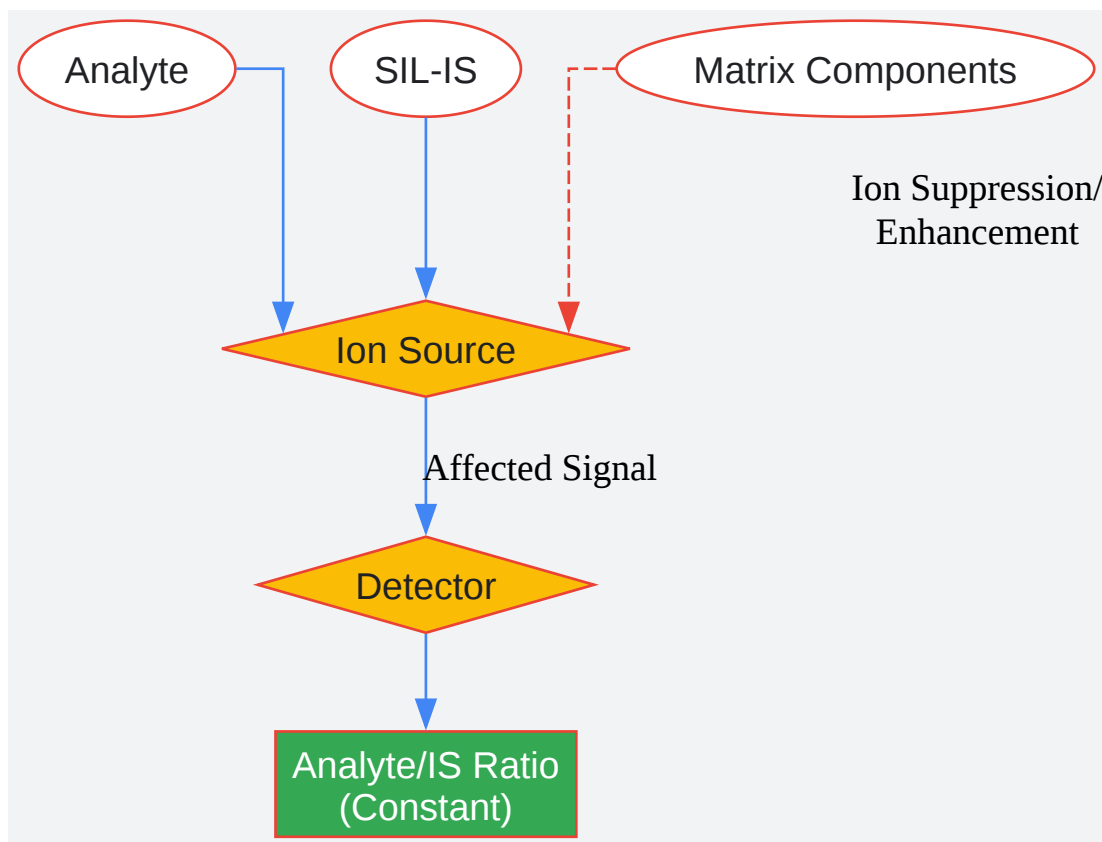 Analyte
SIL-IS
Matrix Components
Ion Suppression/
Enhancement
Ion Source
Affected Signal
Detector
Analyte/IS Ratio
(Constant)